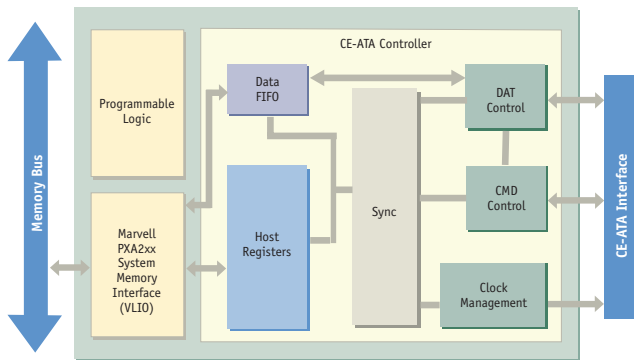 CE-ATA Controller
Memory Bus
Programmable
Logic
Data
FIFO
DAT
Control
CMD
Control
CE-ATA Interface
Marvell
PXA2xx
System
Memory
Interface
(VLIO)
Host
Registers
Sync
Clock
Management